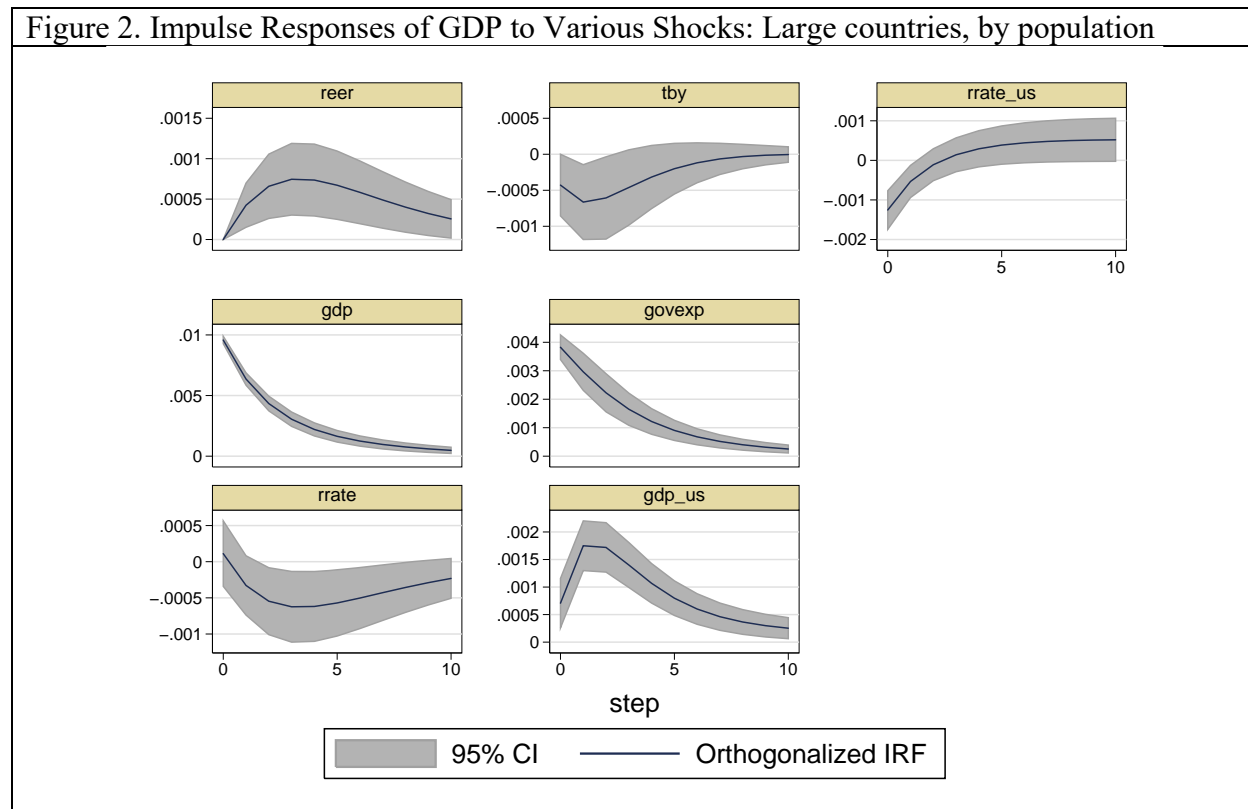 Figure 2. Impulse Responses of GDP to Various Shocks: Large countries, by population
reer
.0015
.001
.0005
0
tby
.0005
0
−.0005
−.001
rrate_us
.001
0
−.001
−.002
0 5 10
gdp
.01
.005
0
govexp
.004
.003
.002
.001
0
rrate
.0005
0
−.0005
−.001
0 5 10
gdp_us
.002
.0015
.001
.0005
0
0 5 10
step
95% CI Orthogonalized IRF